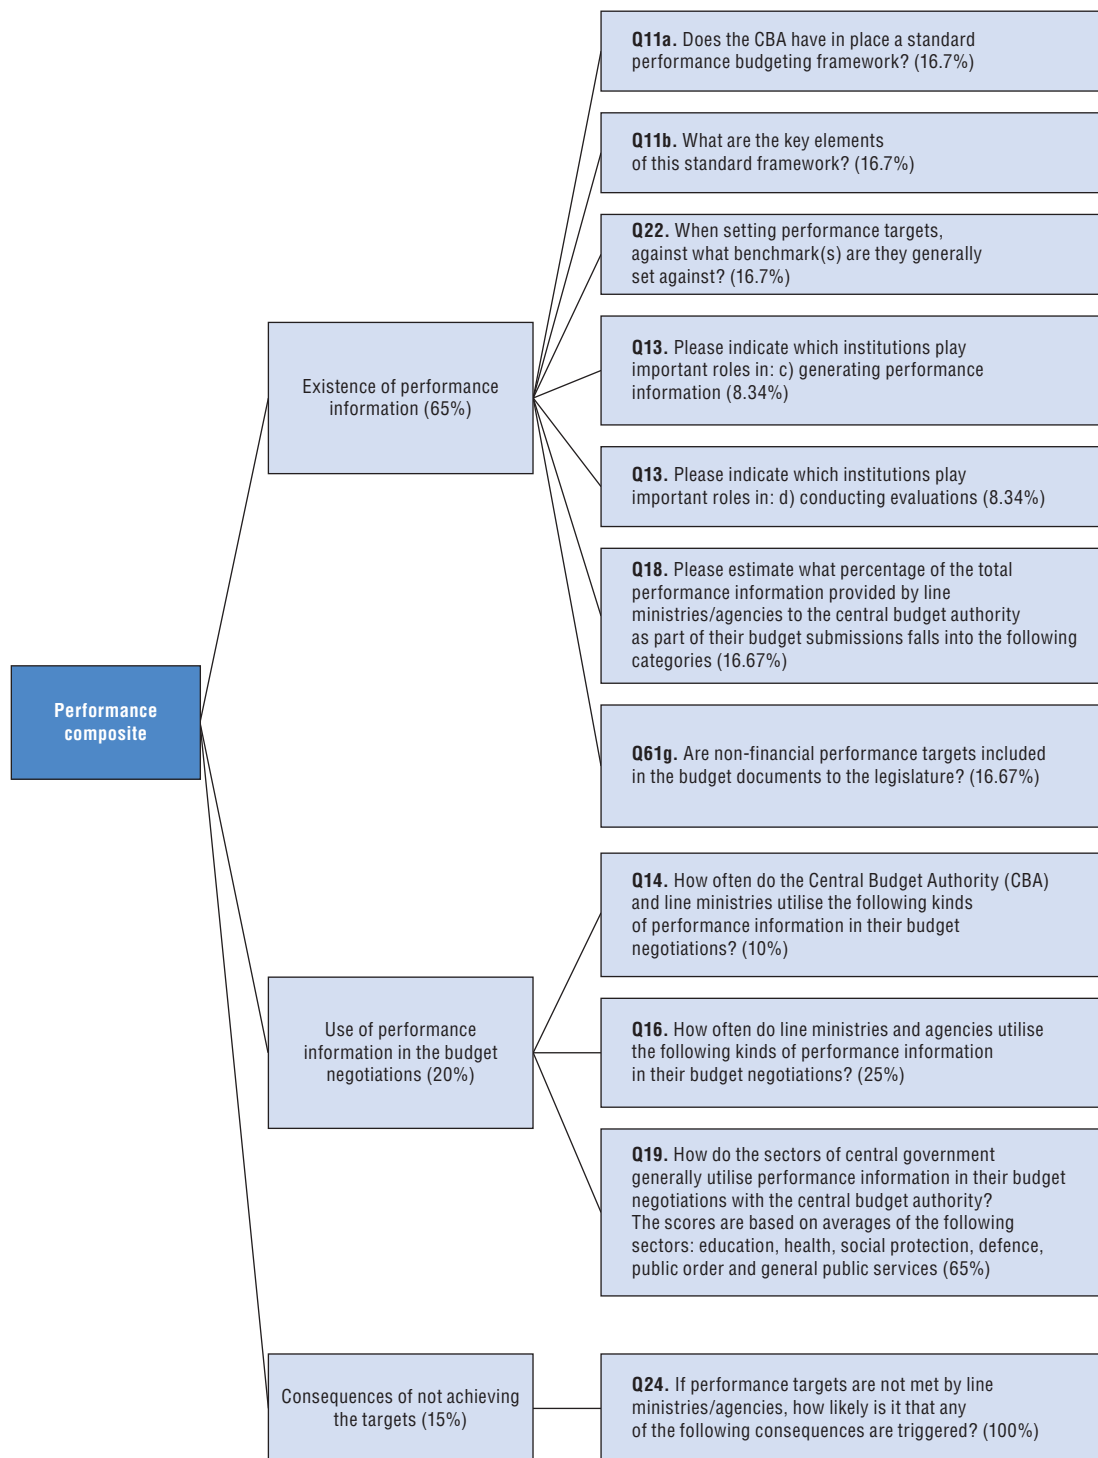 Q11a. Does the CBA have in place a standard
performance budgeting framework? (16.7%)
Q11b. What are the key elements
of this standard framework? (16.7%)
Q22. When setting performance targets,
against what benchmark(s) are they generally
set against? (16.7%)
Existence of performance
information (65%)
Q13. Please indicate which institutions play
important roles in: c) generating performance
information (8.34%)
Q13. Please indicate which institutions play
important roles in: d) conducting evaluations (8.34%)
Q18. Please estimate what percentage of the total
performance information provided by line
ministries/agencies to the central budget authority
as part of their budget submissions falls into the following
categories (16.67%)
Performance
composite
Q61g. Are non-financial performance targets included
in the budget documents to the legislature? (16.67%)
Q14. How often do the Central Budget Authority (CBA)
and line ministries utilise the following kinds
of performance information in their budget
negotiations? (10%)
Use of performance
information in the budget
negotiations (20%)
Q16. How often do line ministries and agencies utilise
the following kinds of performance information
in their budget negotiations? (25%)
Q19. How do the sectors of central government
generally utilise performance information in their budget
negotiations with the central budget authority?
The scores are based on averages of the following
sectors: education, health, social protection, defence,
public order and general public services (65%)
Consequences of not achieving
the targets (15%)
Q24. If performance targets are not met by line
ministries/agencies, how likely is it that any
of the following consequences are triggered? (100%)